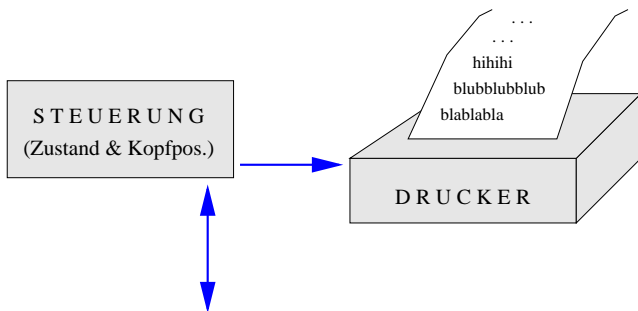 S T E U E R U N G
(Zustand & Kopfpos.)
. . .
. . .
hihihi
blubblubblub
blablabla
D R U C K E R